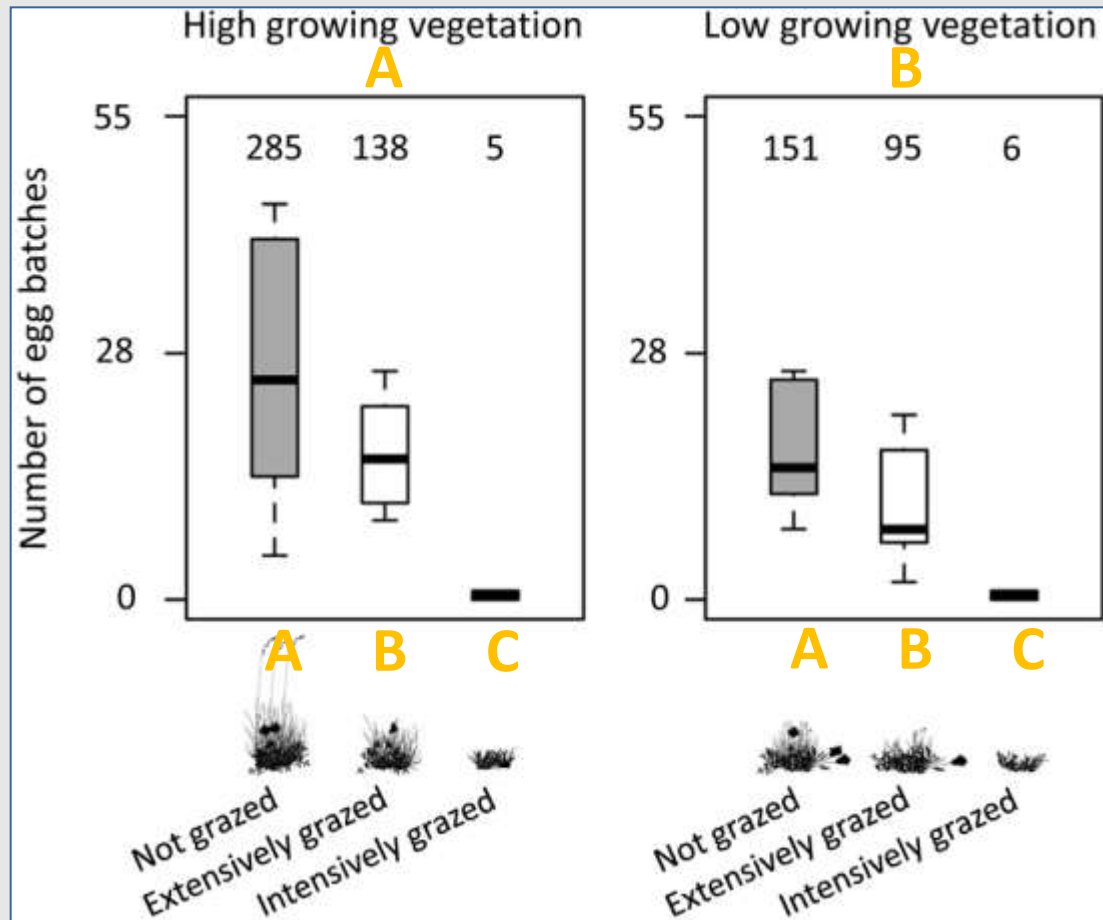 High growing vegetation
A
55
28
0
Number of egg batches
285 138 5
A B C
Not grazed
Extensively grazed
Intensively grazed
Low growing vegetation
B
55
28
0
151 95 6
A B C
Not grazed
Extensively grazed
Intensively grazed